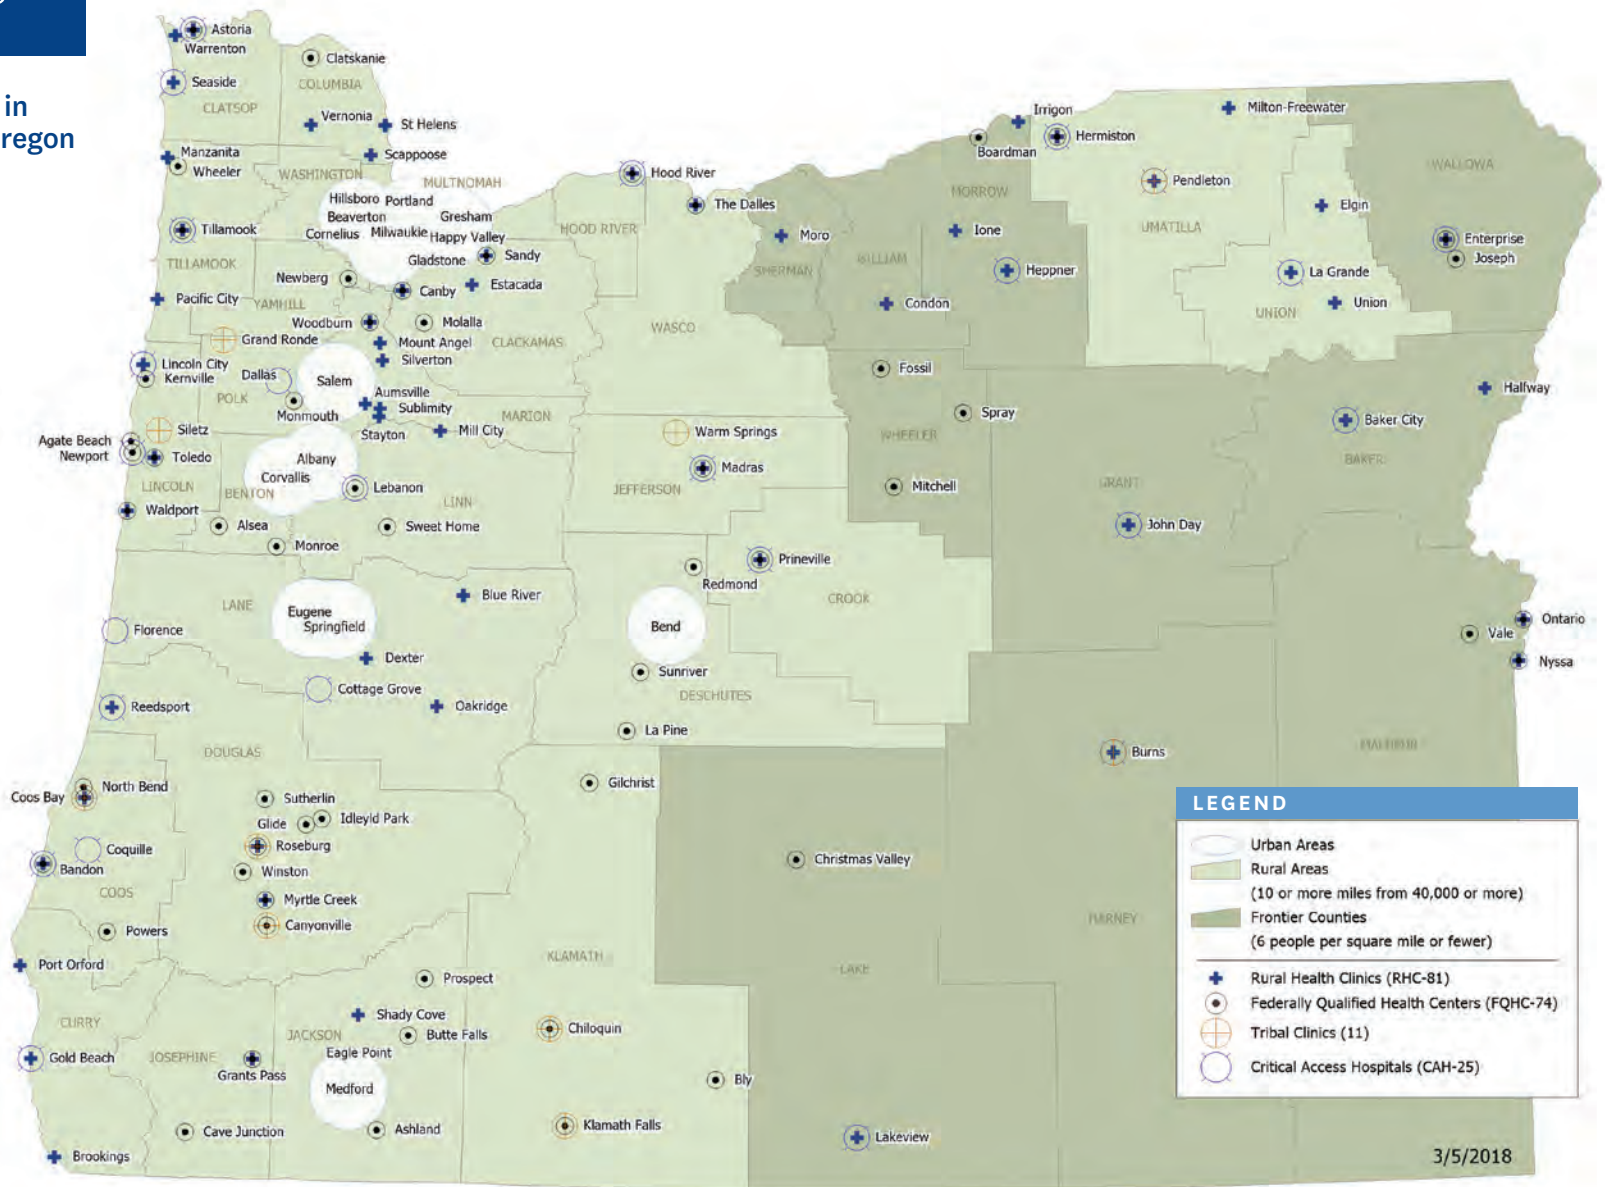 in
regon
Astoria
Warrenton
Clatskanie
COLUMBIA
Seaside
CLATSOP
Vernonia
St Helens
Manzanita
Wheeler
Scappoose
WASHINGTON
MULTNOMAH
Hillsboro Portland
Beaverton Gresham
Cornelius Milwaukie Happy Valley
Gladstone
Sandy
Tillamook
TILLAMOOK
Newberg
Canby
Estacada
Pacific City
YAMHILL
Woodburn
Molalla
Mount Angel
CLACKAMAS
Silverton
Grand Ronde
Lincoln City
Kernville
Dallas
Salem
POLK
Monmouth
Aumsville
Sublimity
MARION
Stayton
Mill City
Siletz
Agate Beach
Newport
Toledo
Albany
Corvallis
LINCOLN
BENTON
Lebanon
LINN
Waldport
Alsea
Sweet Home
Monroe
Hood River
The Dalles
HOOD RIVER
WASCO
Moro
SHERMAN
Irrigon
Boardman
Hermiston
MORROW
Ione
Heppner
WILLIAM
Condon
Milton-Freewater
Pendleton
UMATILLA
Elgin
La Grande
Union
UNION
WALLOWA
Enterprise
Joseph
Fossil
Spray
WHEELER
Mitchell
Halfway
Baker City
BAKER
GRANT
John Day
Warm Springs
Madras
JEFFERSON
Prineville
Redmond
CROOK
Bend
Sunriver
DESCHUTES
La Pine
LANE
Eugene
Springfield
Blue River
Florence
Dexter
Cottage Grove
Oakridge
Reedsport
DOUGLAS
Ontario
Vale
Nyssa
Burns
MALHEUR
HARNEY
North Bend
Coos Bay
Sutherlin
Glide
Idleyld Park
Roseburg
Coquille
Bandon
Winston
COOS
Myrtle Creek
Canyonville
Powers
Port Orford
Gilchrist
Christmas Valley
KLAMATH
LAKE
Prospect
Shady Cove
Butte Falls
Chiloquin
CURRY
JACKSON
Eagle Point
Gold Beach
JOSEPHINE
Grants Pass
Medford
Bly
Cave Junction
Ashland
Klamath Falls
Lakeview
Brookings
LEGEND
Urban Areas
Rural Areas
(10 or more miles from 40,000 or more)
Frontier Counties
(6 people per square mile or fewer)
Rural Health Clinics (RHC-81)
Federally Qualified Health Centers (FQHC-74)
Tribal Clinics (11)
Critical Access Hospitals (CAH-25)
3/5/2018